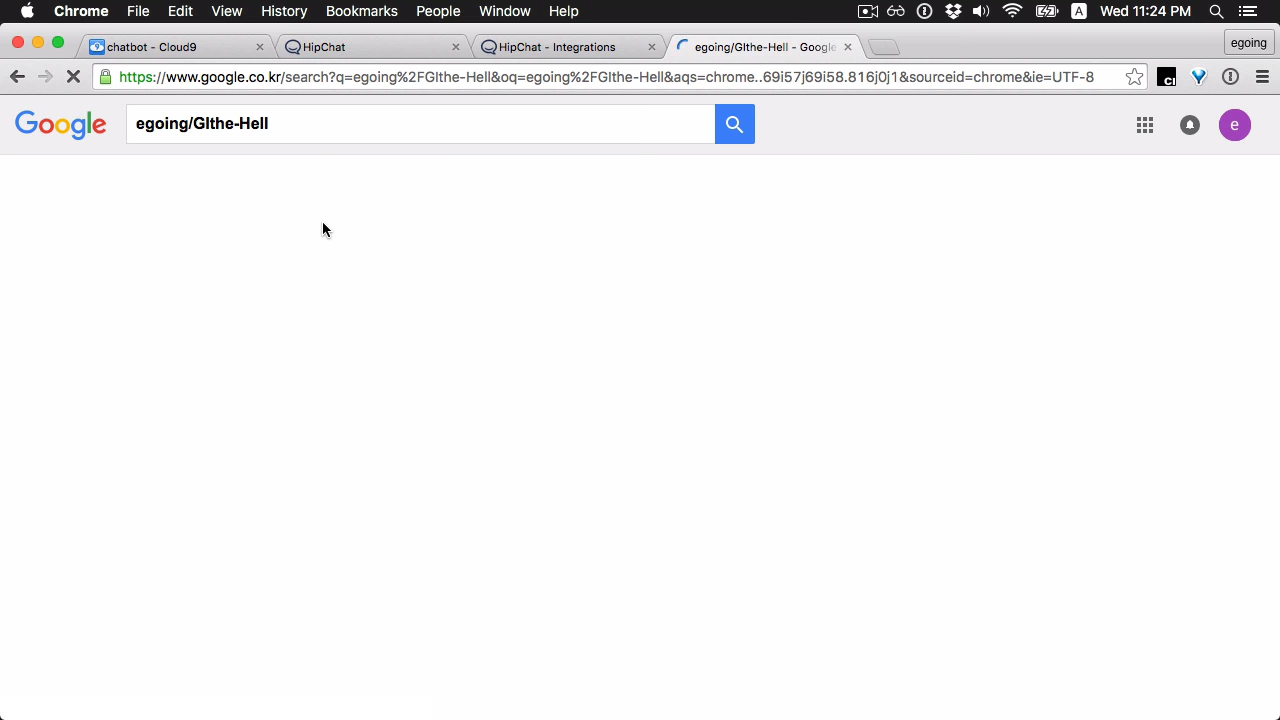 Chrome File Edit View History Bookmarks People Window Help A Wed 11:24 PM
chatbot - Cloud9 HipChat HipChat - Integrations egoing/GIthe-Hell - Google egoing
https://www.google.co.kr/search?q=egoing%2FGIthe-Hell&oq=egoing%2FGIthe-Hell&aqs=chrome..69i57j69i58.816j0j1&sourceid=chrome&ie=UTF-8
Google egoing/GIthe-Hell e